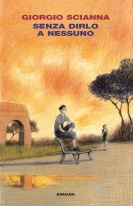 GIORGIO SCIANNA
SENZA DIRLO
A NESSUNO
EINAUDI